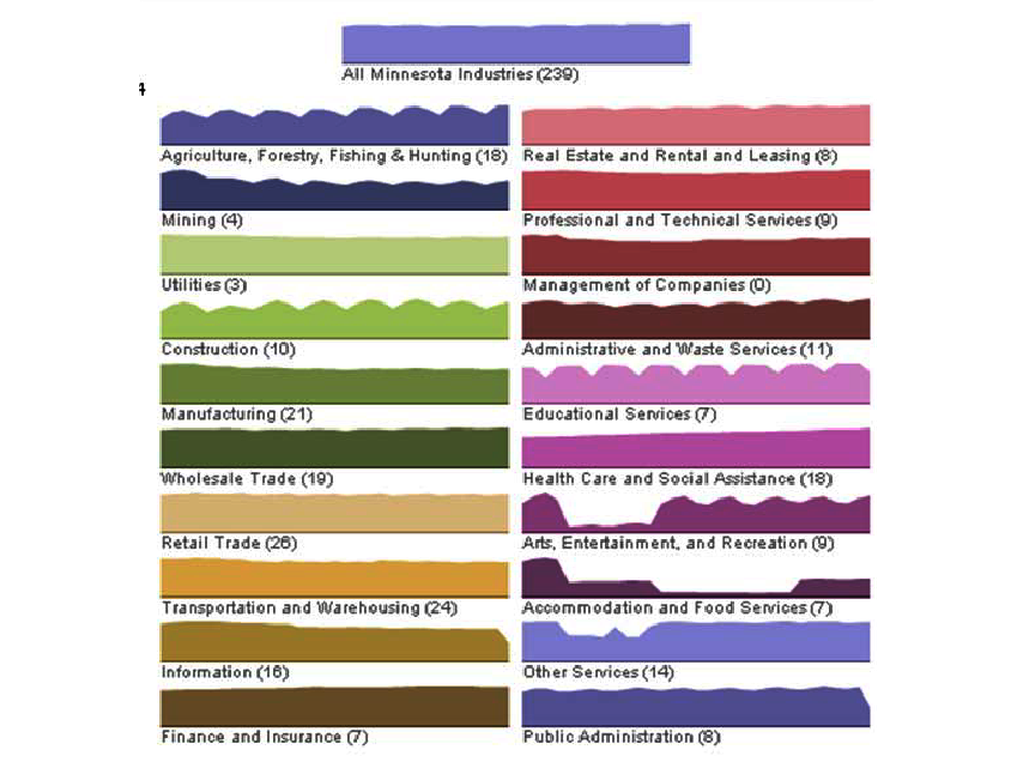 All Minnesota Industries (239)
4
Agriculture, Forestry, Fishing & Hunting (18)
Real Estate and Rental and Leasing (8)
Mining (4)
Professional and Technical Services (9)
Utilities (3)
Management of Companies (0)
Construction (10)
Administrative and Waste Services (11)
Manufacturing (21)
Educational Services (7)
Wholesale Trade (19)
Health Care and Social Assistance (18)
Retail Trade (26)
Arts, Entertainment, and Recreation (9)
Transportation and Warehousing (24)
Accommodation and Food Services (7)
Information (16)
Other Services (14)
Finance and Insurance (7)
Public Administration (8)